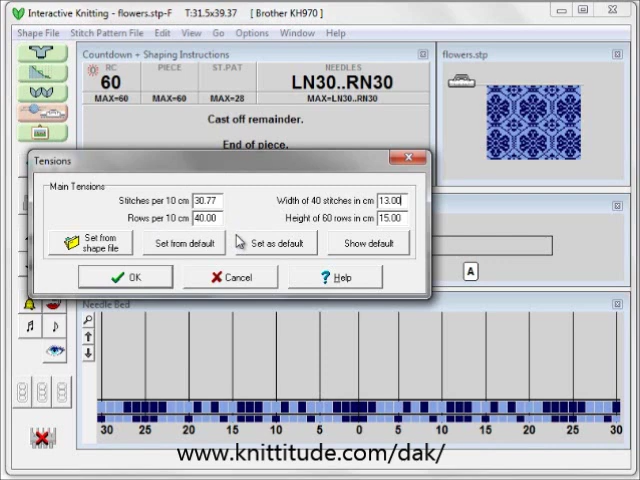 Interactive Knitting - flowers.stp-F T:31.5x39.37 [ Brother KH970 ]
Shape File Stitch Pattern File Edit View Go Options Window Help
Countdown + Shaping Instructions
flowers.stp
RC PIECE ST.PAT NEEDLES
60 LN30..RN30
MAX=60 MAX=60 MAX=28 MAX=LN30..RN30
Cast off remainder.
End of piece.
Tensions
Main Tensions
Stitches per 10 cm 30.77 Width of 40 stitches in cm 13.00
Rows per 10 cm 40.00 Height of 60 rows in cm 15.00
Set from shape file Set from default Set as default Show default
OK Cancel Help
A
Needle Bed
30 25 20 15 10 5 0 5 10 15 20 25 30
www.knittitude.com/dak/